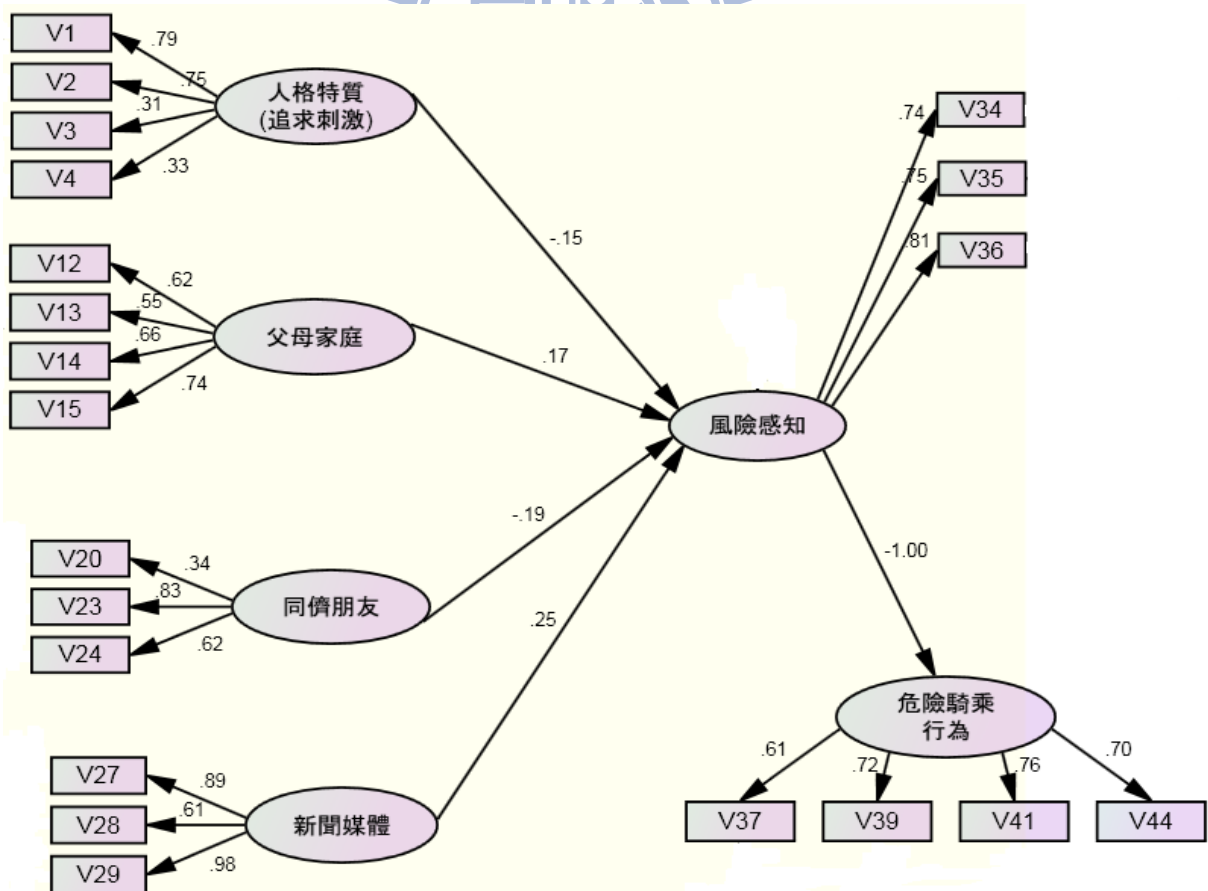 V1
V2
V3
V4
.79
.75
.31
.33
人格特質
(追求刺激)
-.15
V34
V35
V36
.74
.75
.81
V12
V13
V14
V15
.62
.55
.66
.74
父母家庭
.17
風險感知
V20
V23
V24
.34
.83
.62
同儕朋友
-.19
-1.00
V27
V28
V29
.89
.61
.98
新聞媒體
.25
危險騎乘
行為
.61
.72
.76
.70
V37
V39
V41
V44